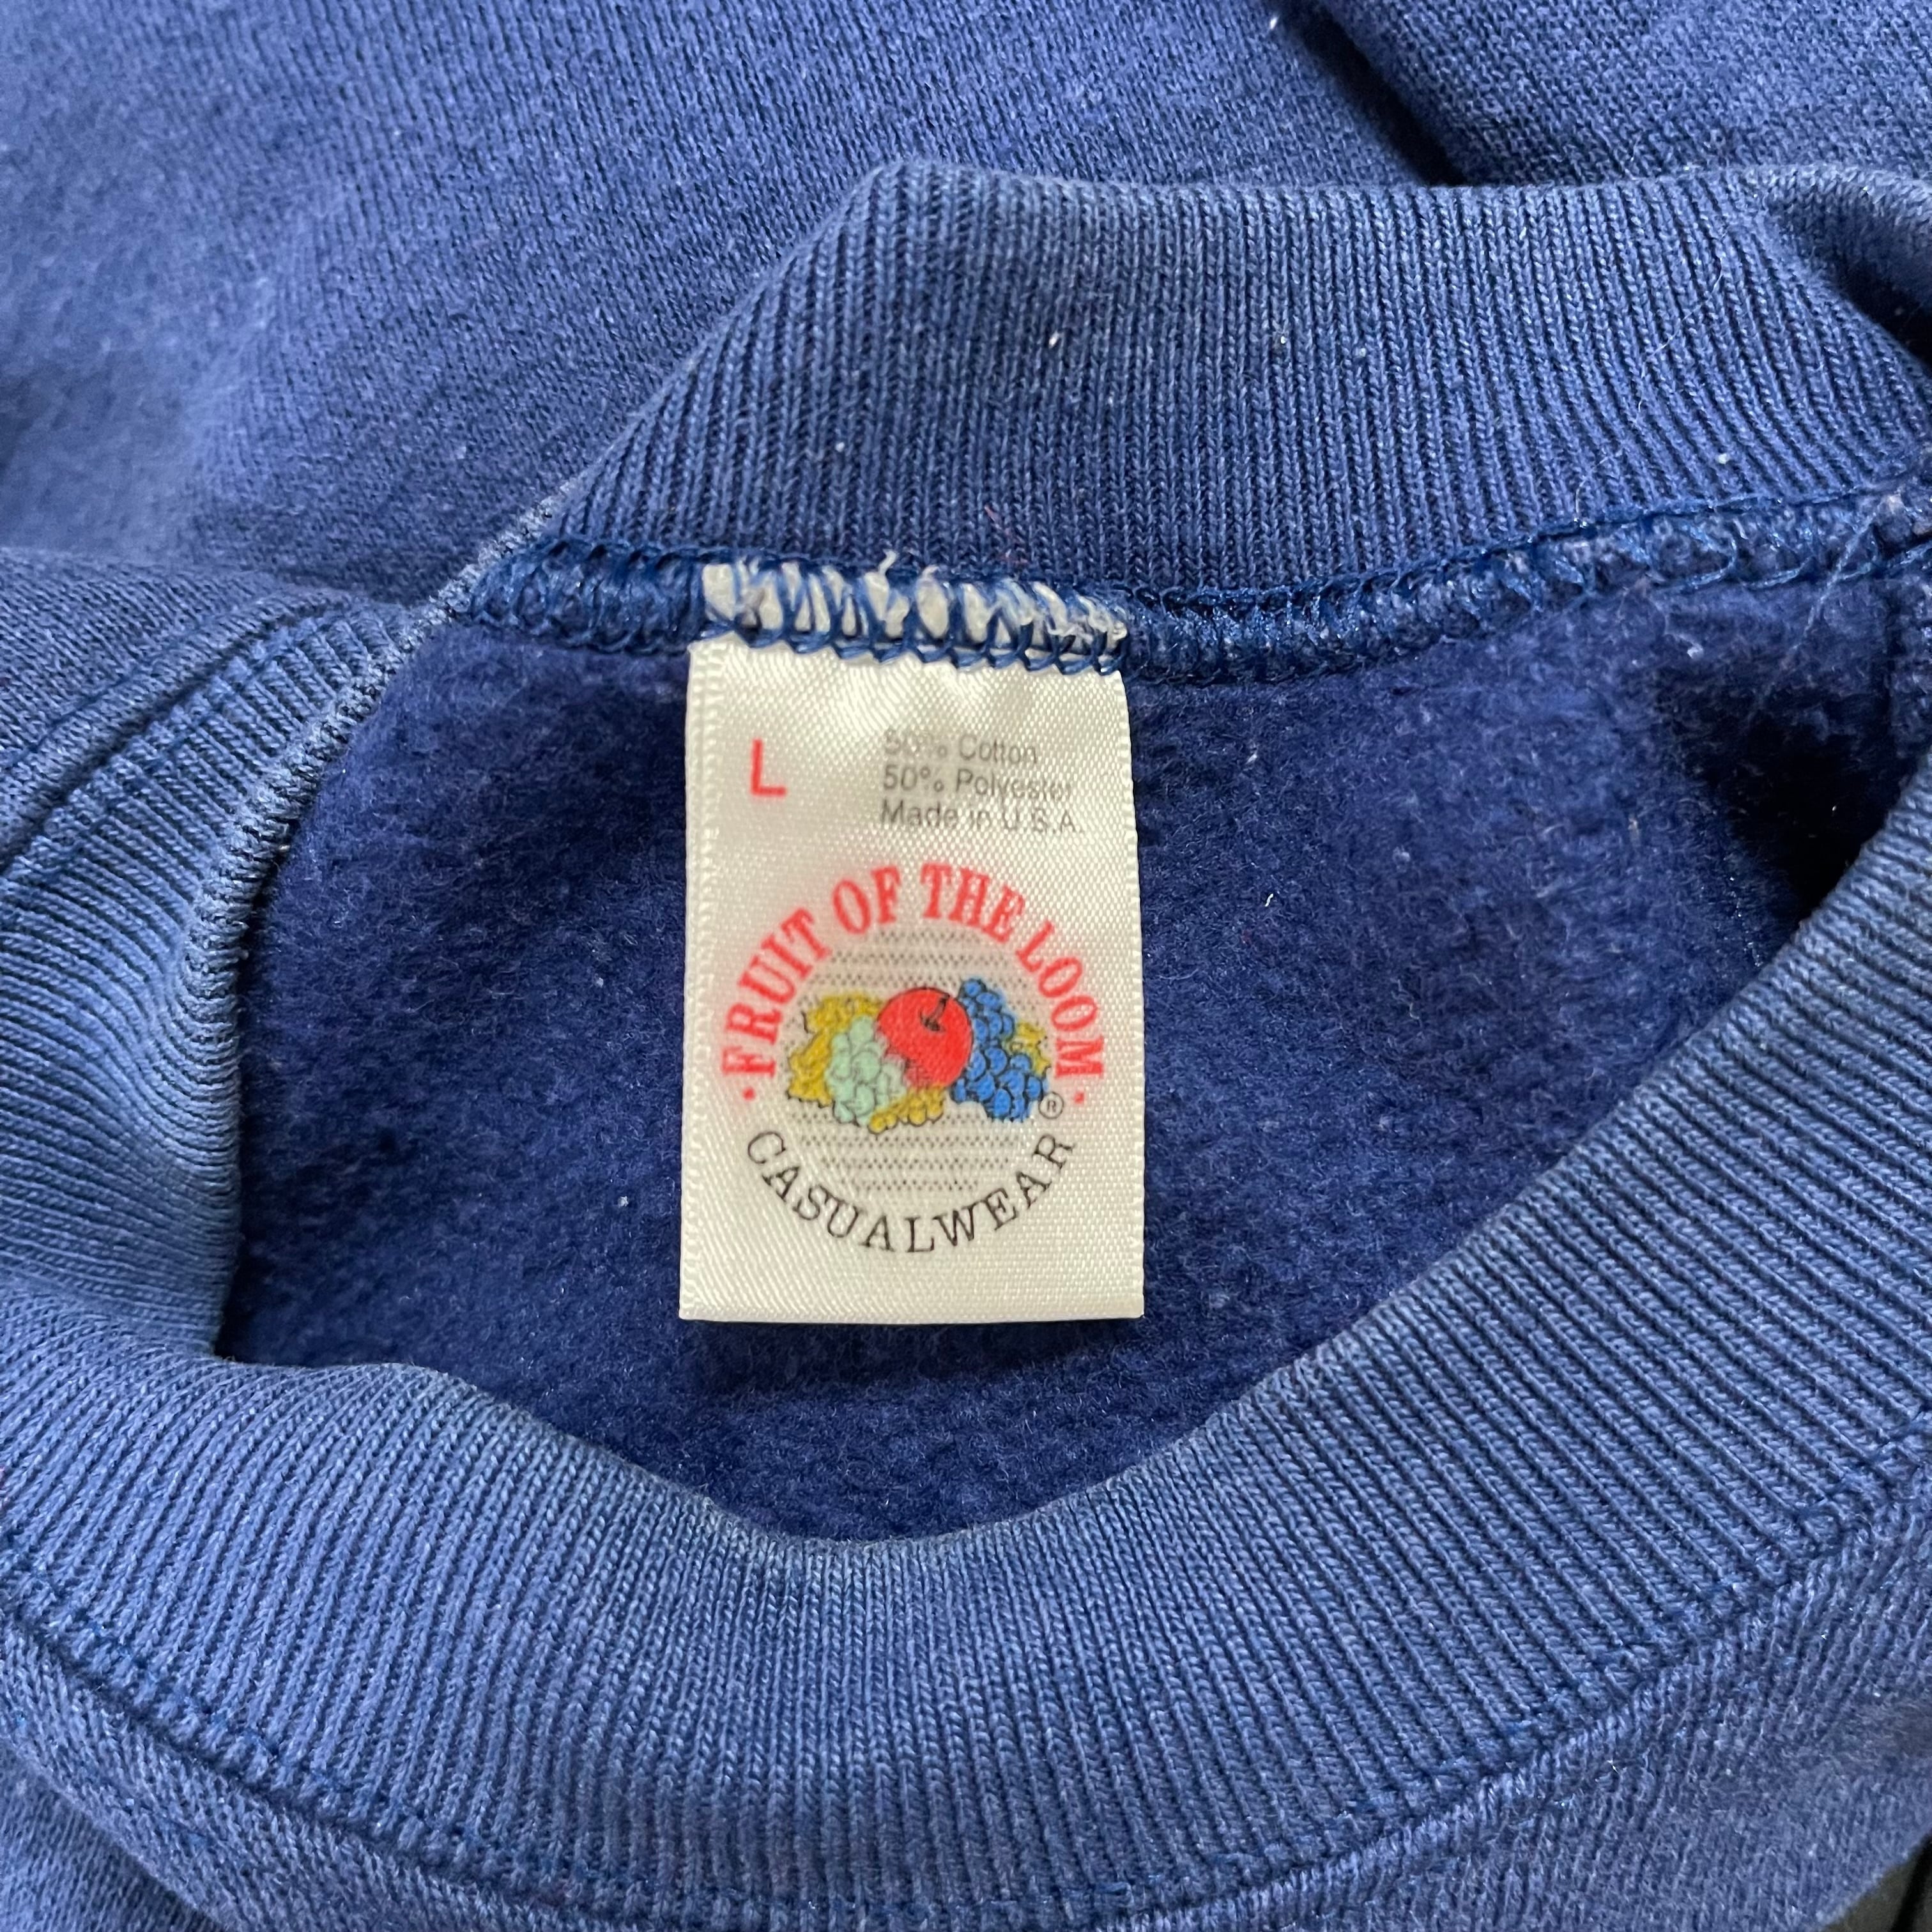 L
50% Cotton
50% Polyester
Made in U.S.A.
· FRUIT OF THE LOOM ·
®
CASUALWEAR